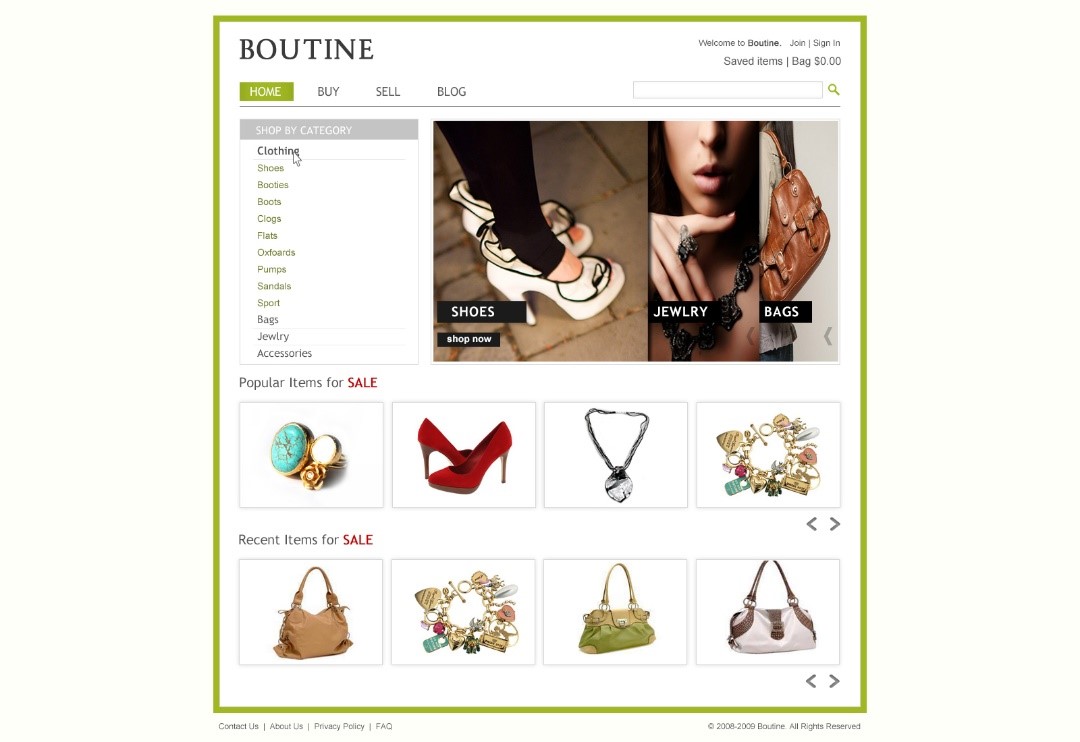 BOUTINE
Welcome to Boutine. Join | Sign In
Saved items | Bag $0.00
HOME BUY SELL BLOG
SHOP BY CATEGORY
Clothing
Shoes
Booties
Boots
Clogs
Flats
Oxfoards
Pumps
Sandals
Sport
Bags
Jewlry
Accessories
SHOES
shop now
JEWLRY
BAGS
Popular Items for SALE
Recent Items for SALE
Contact Us | About Us | Privacy Policy | FAQ
© 2008-2009 Boutine. All Rights Reserved